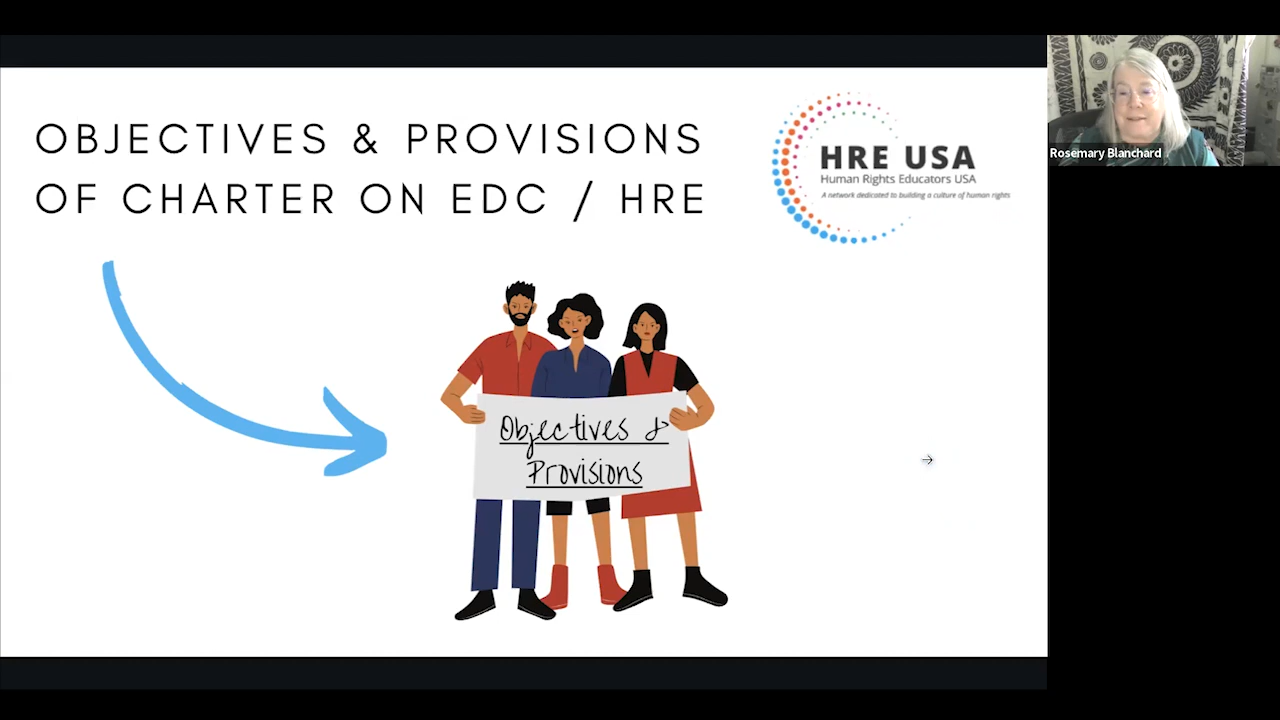 OBJECTIVES & PROVISIONS
OF CHARTER ON EDC / HRE
HRE USA
Human Rights Educators USA
A network dedicated to building a culture of human rights
Rosemary Blanchard
Objectives &
Provisions